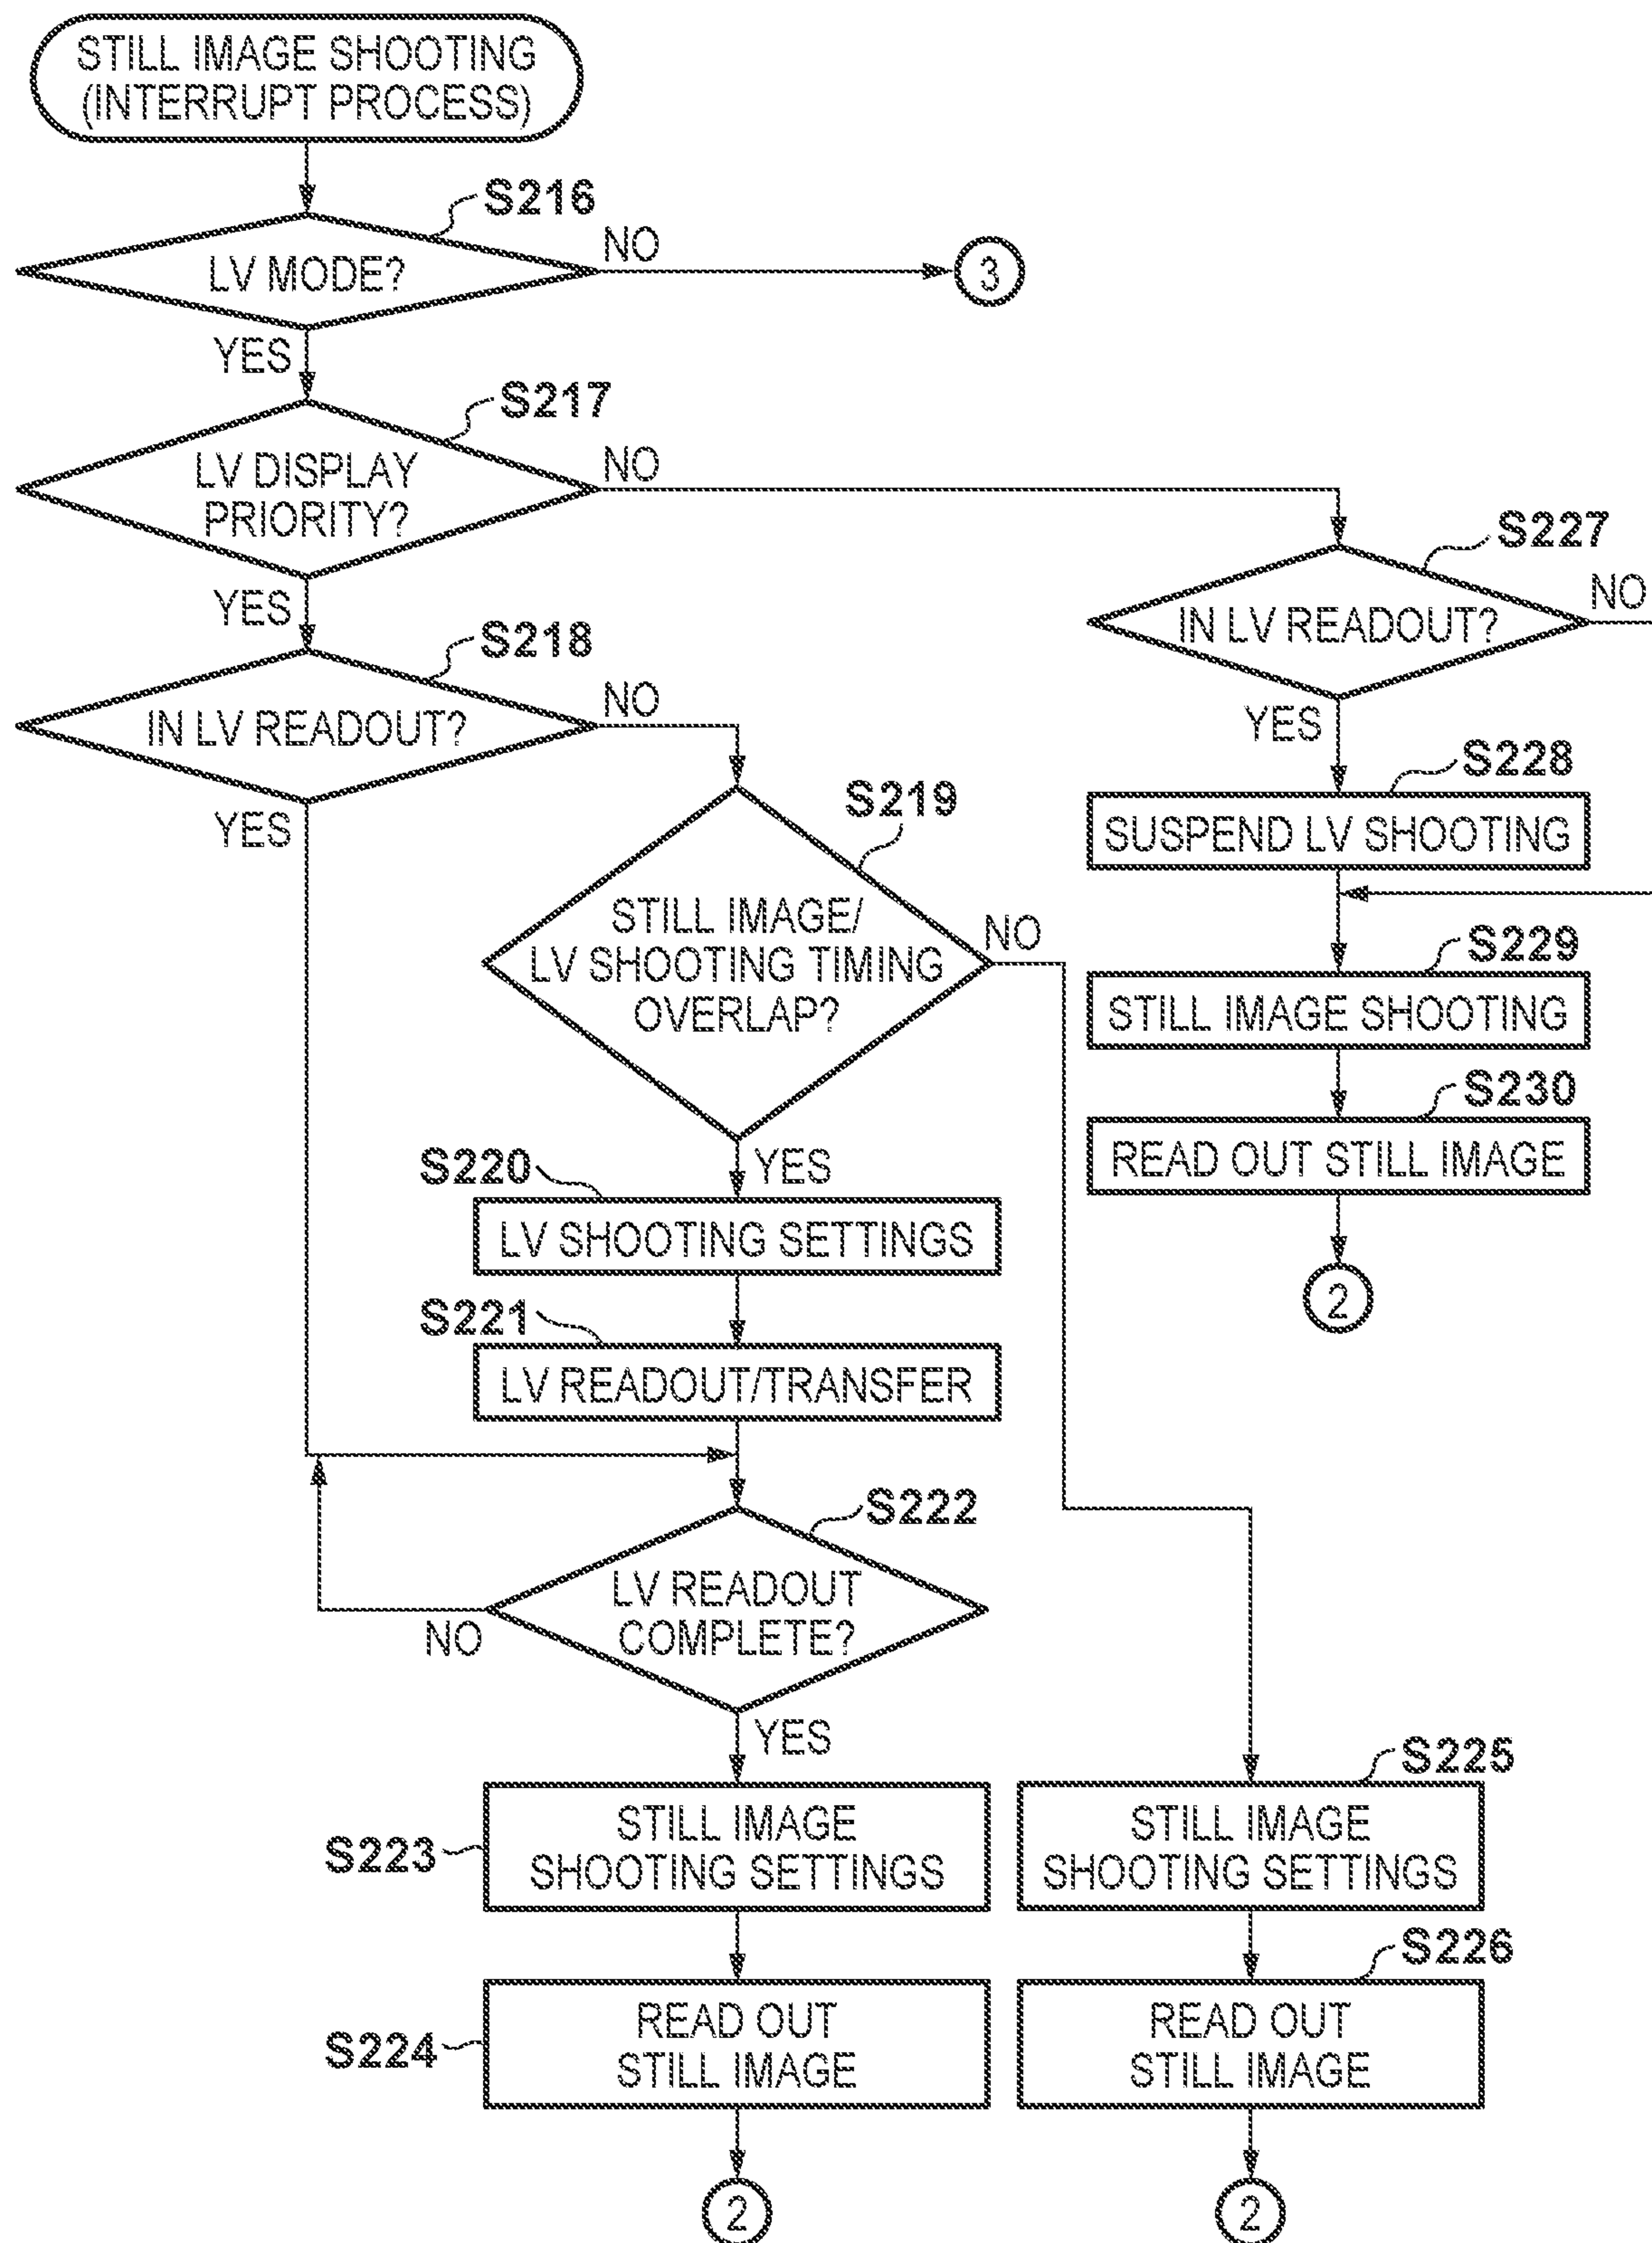 STILL IMAGE SHOOTING
(INTERRUPT PROCESS)
S216
LV MODE?
NO
3
YES
S217
LV DISPLAY
PRIORITY?
NO
YES
S227
IN LV READOUT?
NO
YES
S218
IN LV READOUT?
NO
YES
S228
SUSPEND LV SHOOTING
S219
STILL IMAGE/
LV SHOOTING TIMING
OVERLAP?
NO
YES
S229
STILL IMAGE SHOOTING
S230
READ OUT STILL IMAGE
2
S220
LV SHOOTING SETTINGS
S221
LV READOUT/TRANSFER
S222
LV READOUT
COMPLETE?
NO
YES
S223
STILL IMAGE
SHOOTING SETTINGS
S224
READ OUT
STILL IMAGE
2
S225
STILL IMAGE
SHOOTING SETTINGS
S226
READ OUT
STILL IMAGE
2